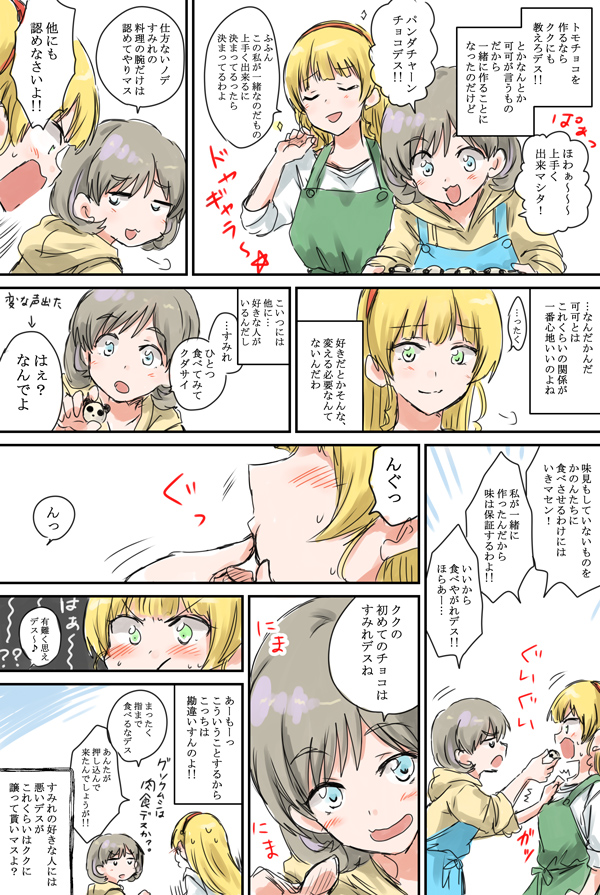 トモチョコを
作るなら
ククにも
教えろデス!!
とかなんとか
可可が言うもの
だから
一緒に作ることに
なったのだけど
ぱあぁっ
ほわぁ~~~
上手く
出来マシタ!
パンダチャーン
チョコデス!!
ふふん
この私が一緒なのだもの
上手く出来るに
決まってるったら
決まってるわよ
ドヤ
ギャラ~
仕方ないノデ
すみれの
料理の腕だけは
認めてやりマス
他にも
認めなさいよ!!
…なんだかんだ
可可とは
これくらいの関係が
一番心地いいのよね
…ったく
好きだとかそんな、
変える必要なんて
ないんだわ
こいつには
他に…
好きな人が
いるんだし
…すみれ
ひとつ
食べてみて
クダサイ
変な声出た
はぇ?
なんでよ
味見もしていないものを
かのんたちに
食べさせるわけには
いきマセン!
私が一緒に
作ったんだから
味は保証するわよ!!
いいから
食べやがれデス!!
ほらあー…
ぐいぐい
ガッ
んぐっ
ぐっ
んっ
ククの
初めてのチョコは
すみれデスね
にま
にま
はぁー
??
有難く思え
デス~♪
あーもーっ
こういうことするから
こっちは
勘違いすんのよ!!
まったく
指まで
食べるなデス
あんたが
押し込んで
来たんでしょうが!!
グソクムシは
肉食デスか?
すみれの好きな人には
悪いデスが
これくらいはククに
譲って貰いマスよ?